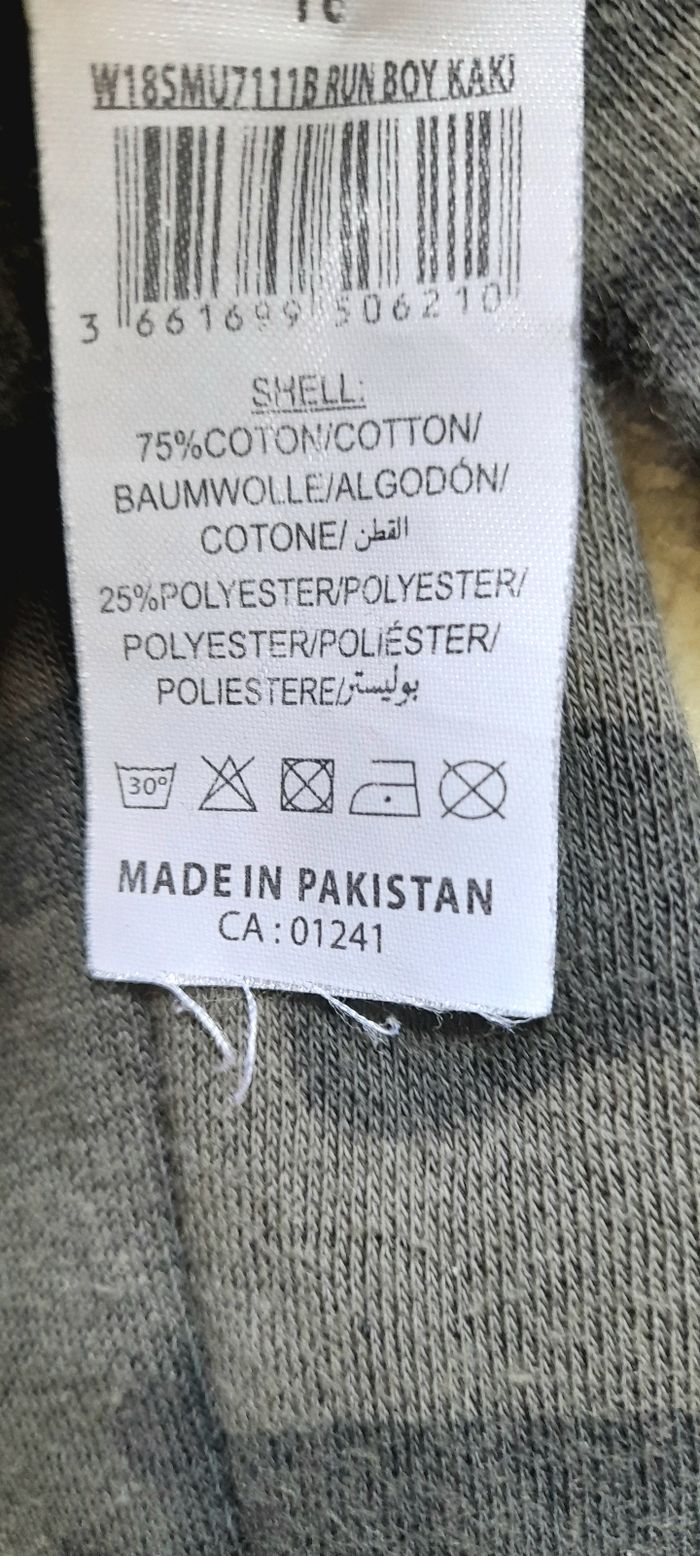 W18SMU7111B RUN BOY KAKI
3 661699 506210
SHELL:
75%COTON/COTTON/
BAUMWOLLE/ALGODÓN/
COTONE/ القطن
25%POLYESTER/POLYESTER/
POLYESTER/POLIÉSTER/
POLIESTERE/بوليستر
30°
MADE IN PAKISTAN
CA : 01241